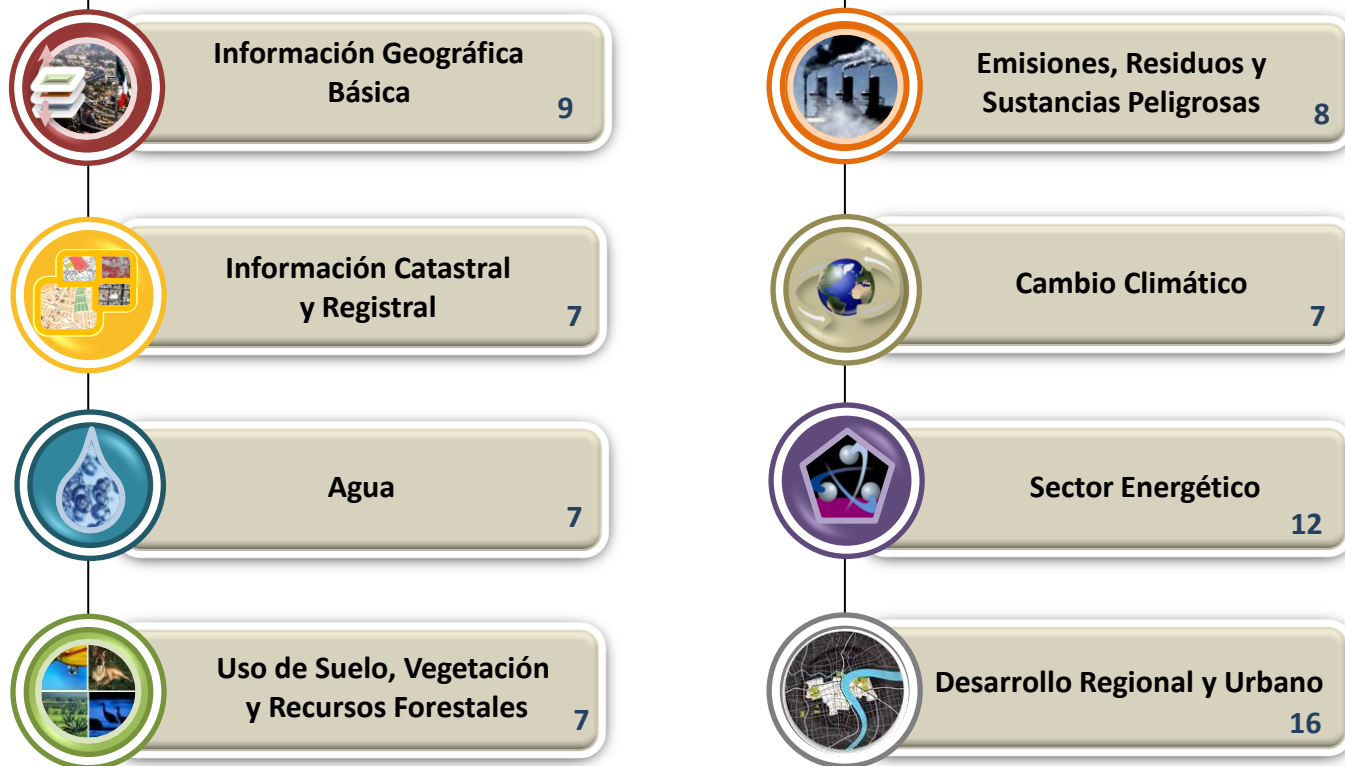 Información Geográfica
Básica
9
Información Catastral
y Registral
7
Agua
7
Uso de Suelo, Vegetación
y Recursos Forestales
7
Emisiones, Residuos y
Sustancias Peligrosas
8
Cambio Climático
7
Sector Energético
12
Desarrollo Regional y Urbano
16